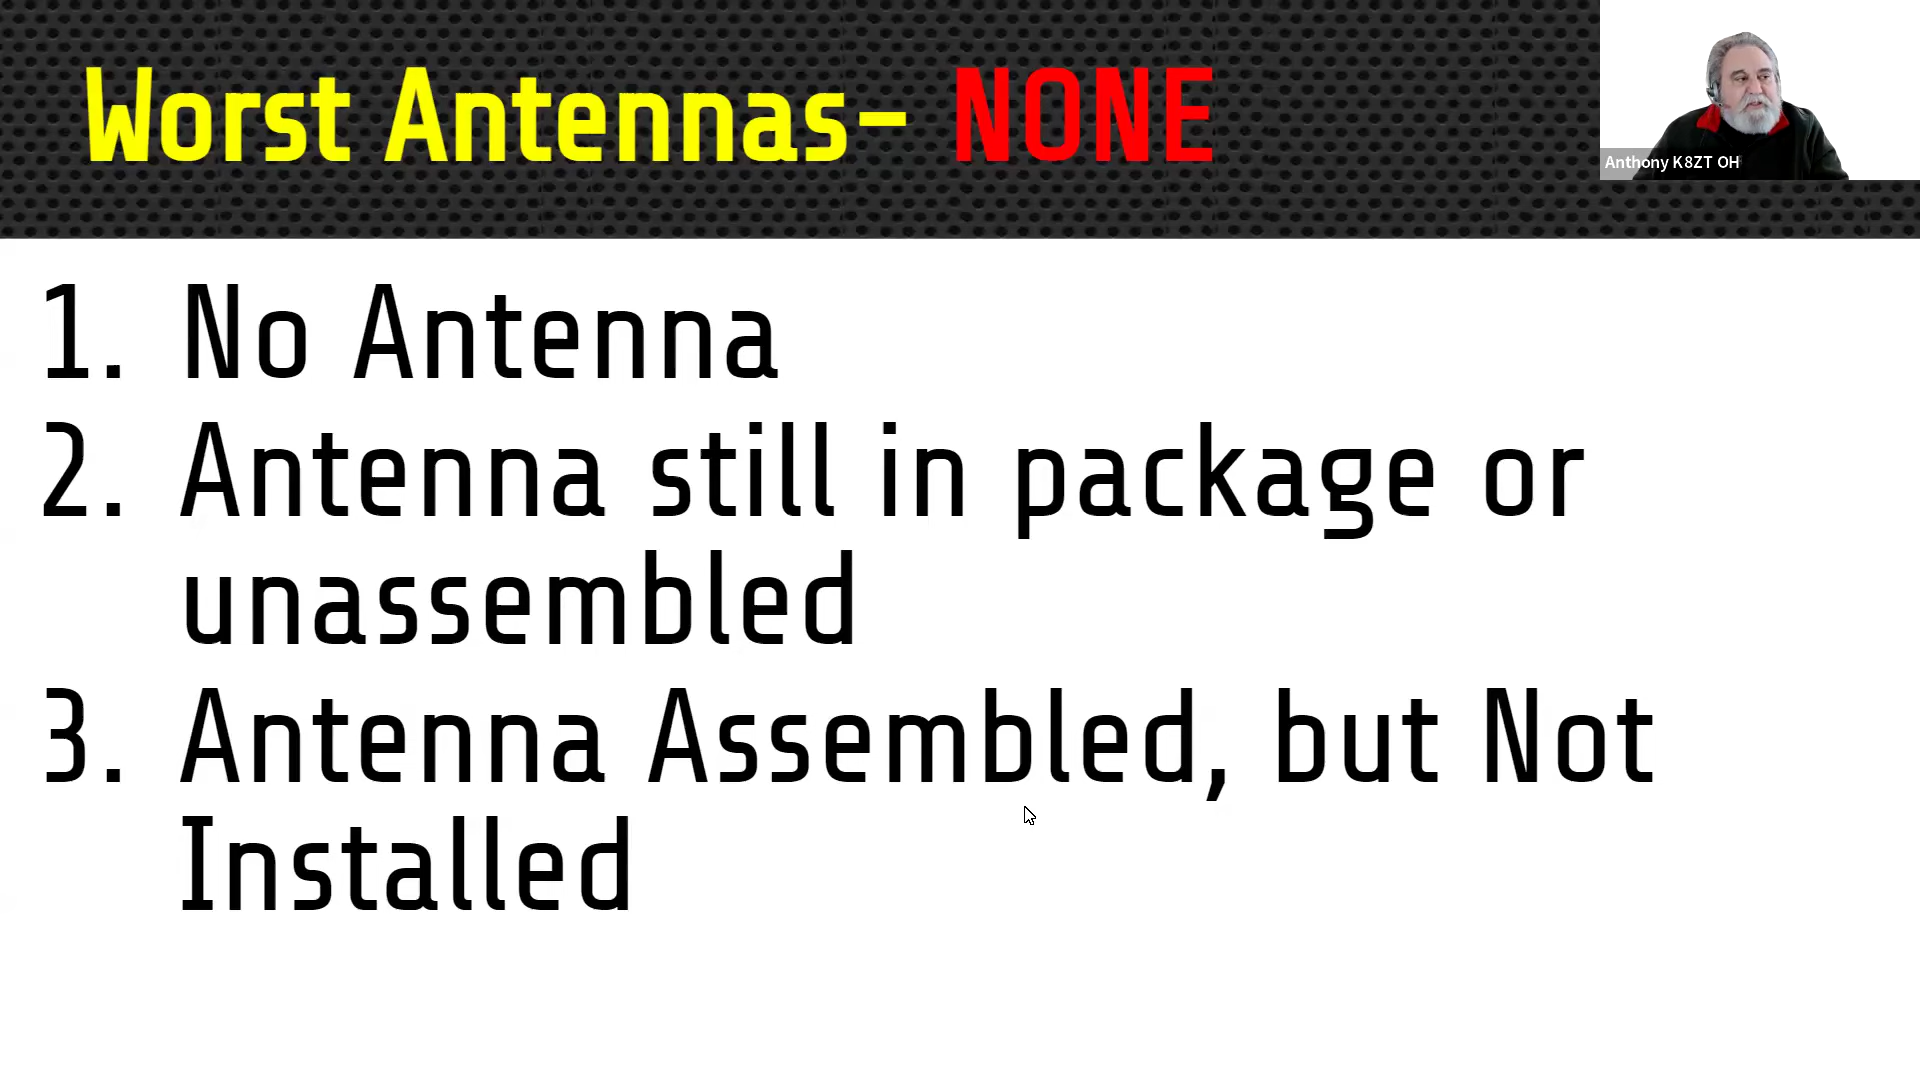 Worst Antennas- NONE
Anthony K8ZT OH
1. No Antenna
2. Antenna still in package or
unassembled
3. Antenna Assembled, but Not
Installed